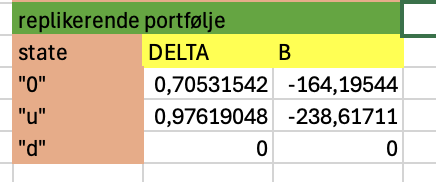 replikerende portfølje
state DELTA B
"0" 0,70531542 -164,19544
"u" 0,97619048 -238,61711
"d" 0 0